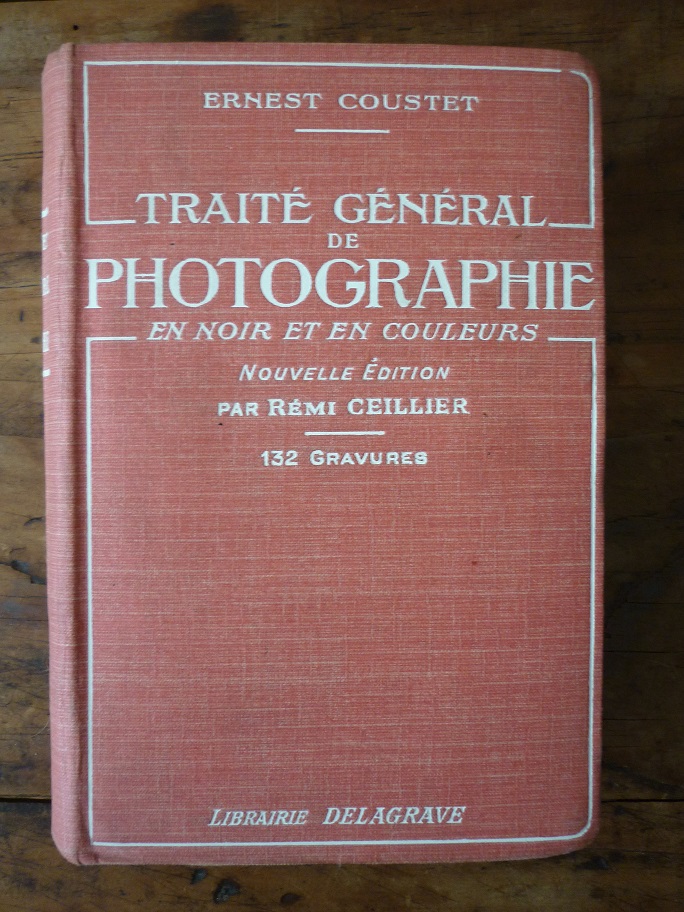 ERNEST COUSTET
TRAITÉ GÉNÉRAL
DE
PHOTOGRAPHIE
EN NOIR ET EN COULEURS
NOUVELLE ÉDITION
PAR RÉMI CEILLIER
132 GRAVURES
LIBRAIRIE DELAGRAVE